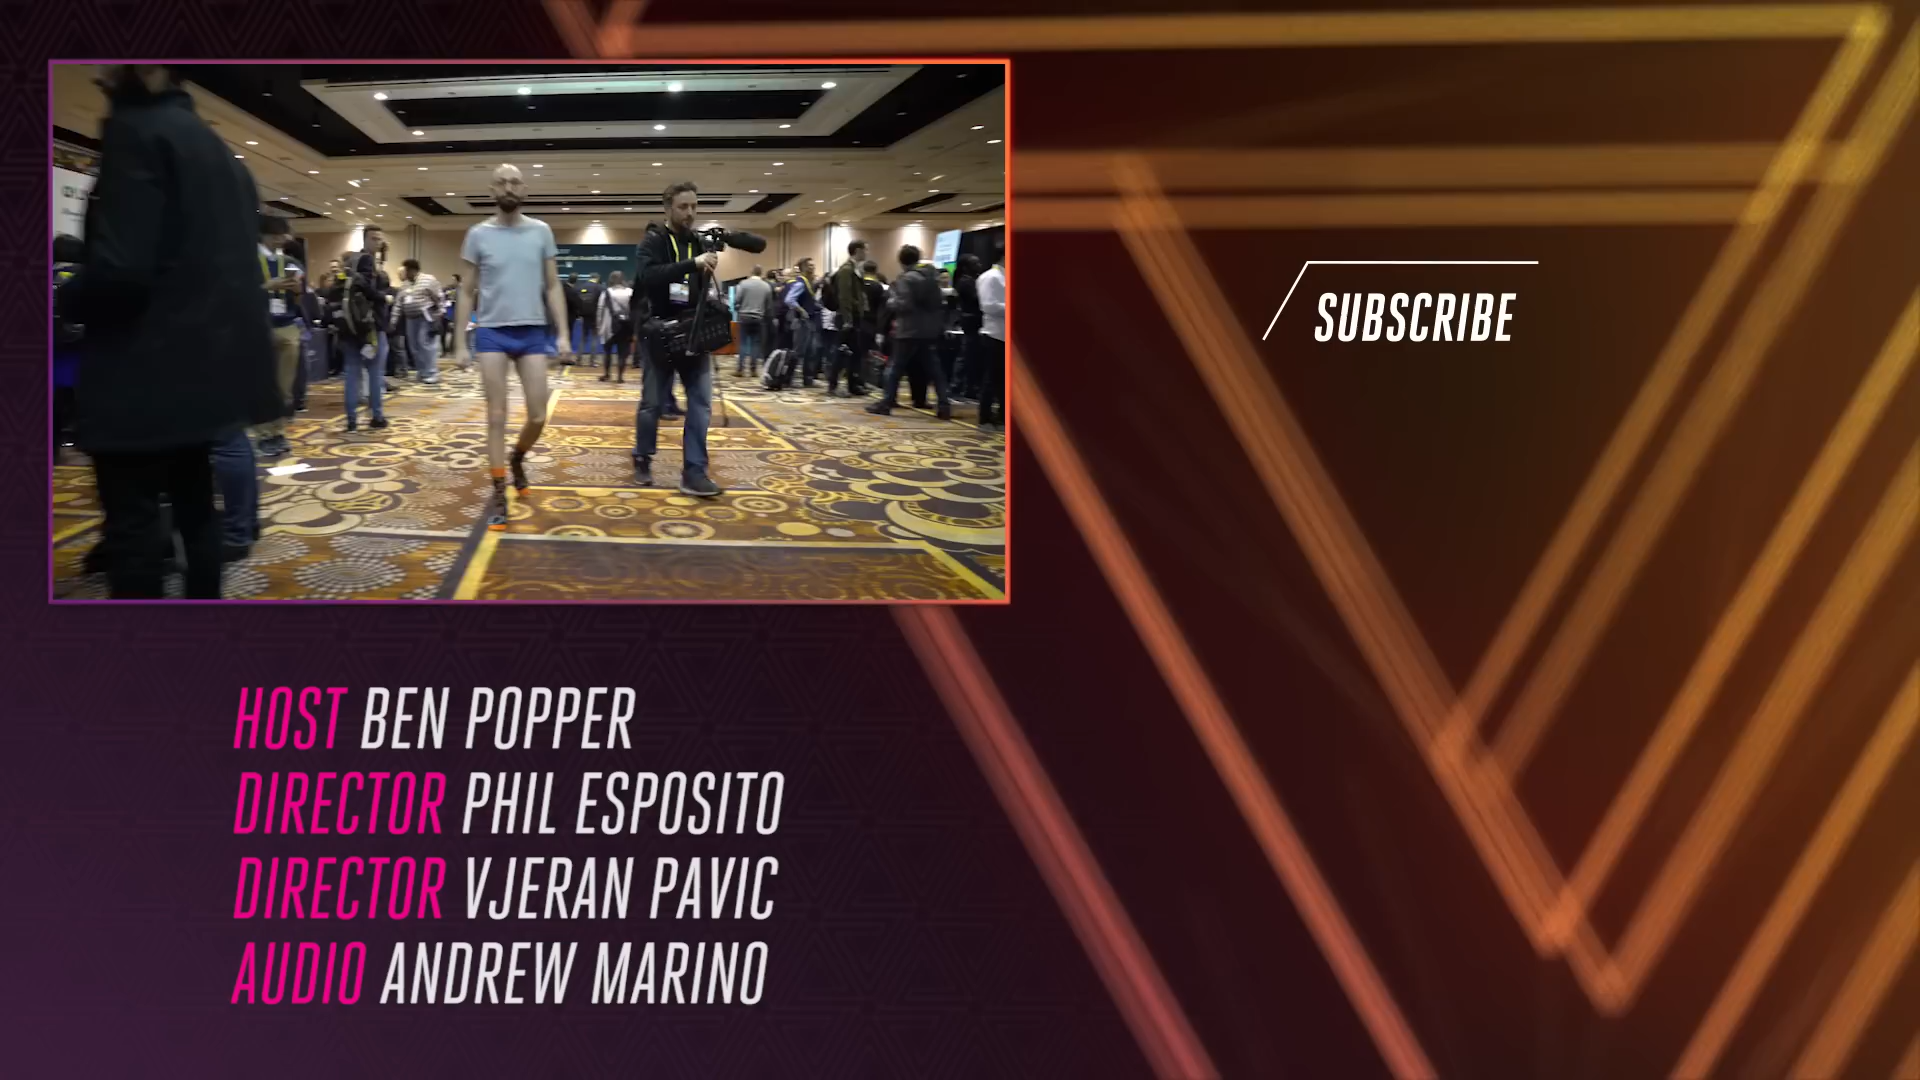 SUBSCRIBE
HOST BEN POPPER
DIRECTOR PHIL ESPOSITO
DIRECTOR VJERAN PAVIC
AUDIO ANDREW MARINO